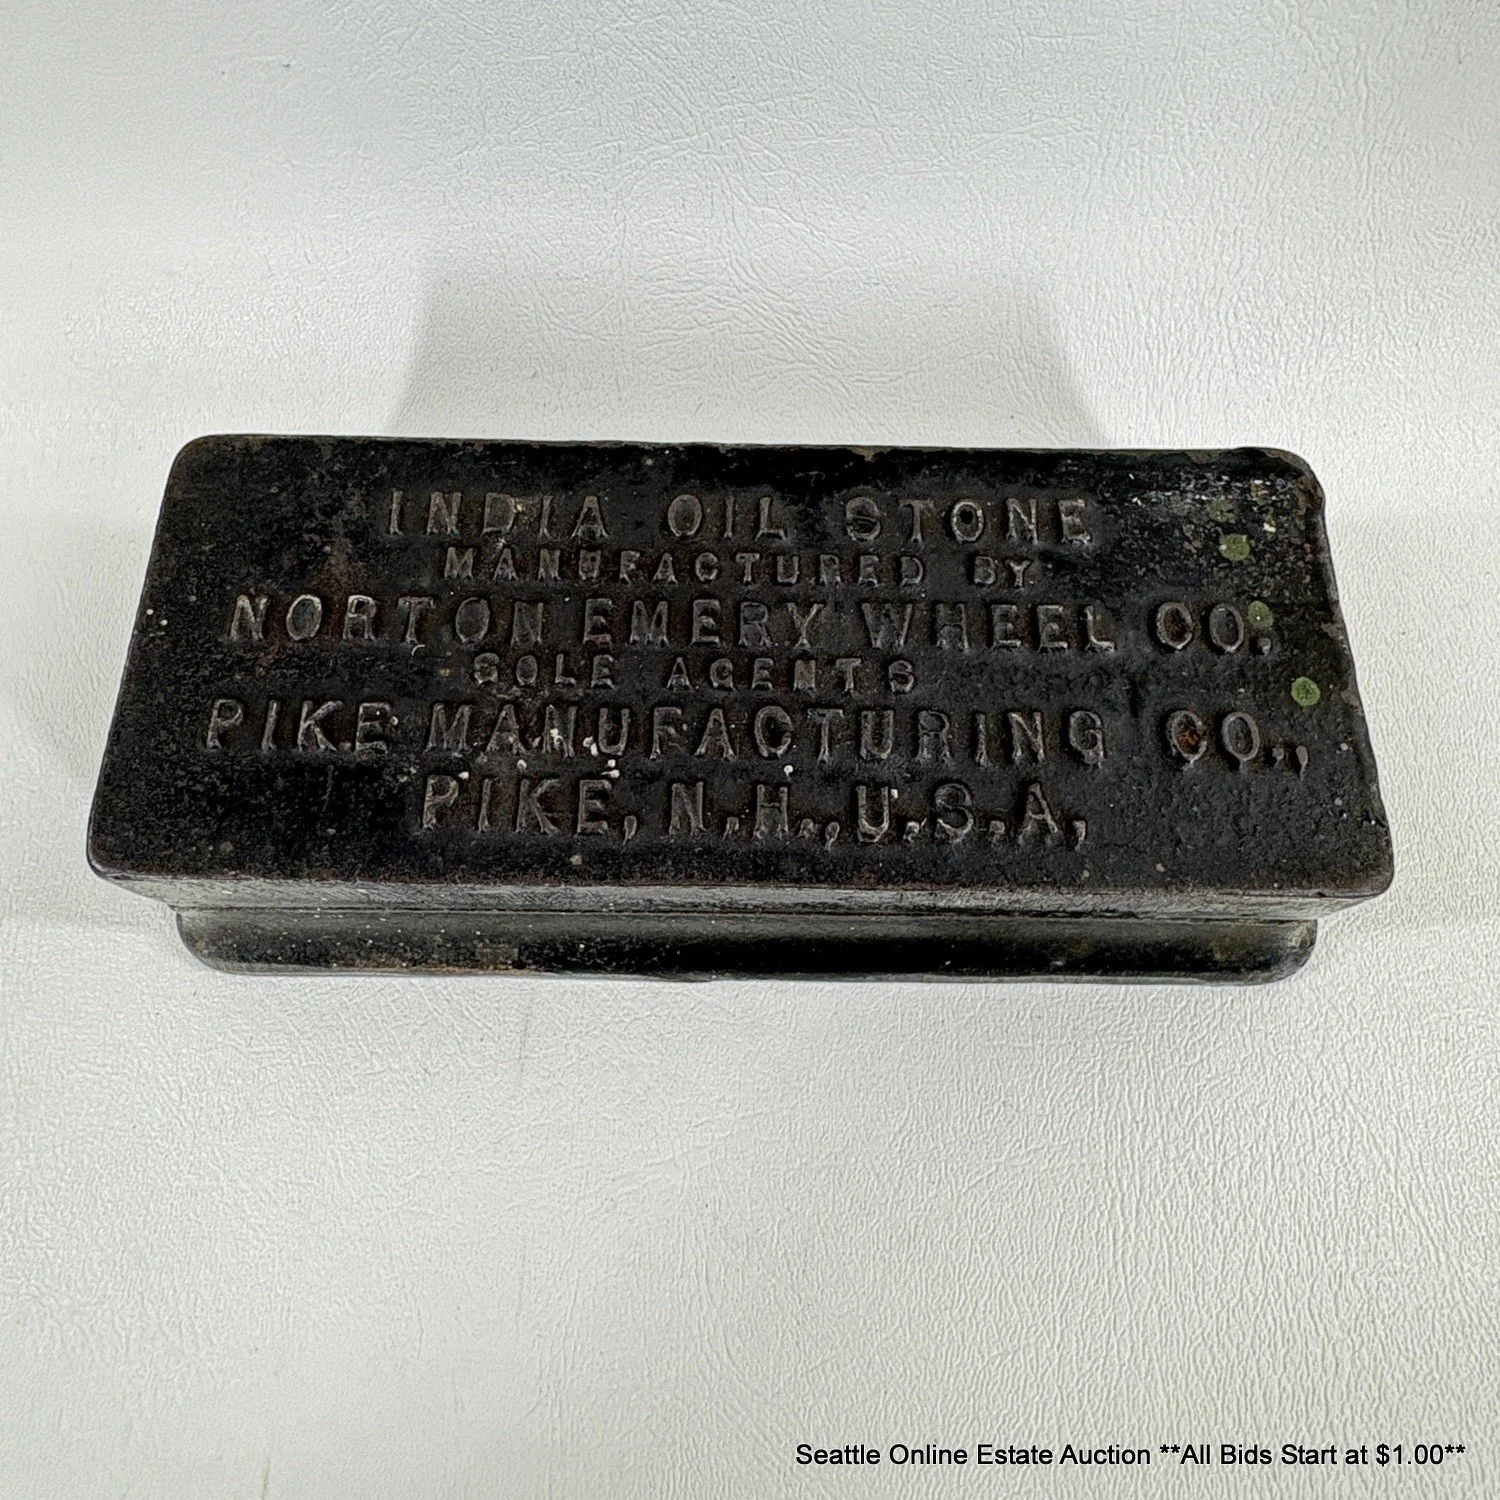 INDIA OIL STONE
MANUFACTURED BY.
NORTON EMERY WHEEL CO.
SOLE AGENTS
PIKE MANUFACTURING CO.,
PIKE, N.H., U.S.A,
Seattle Online Estate Auction **All Bids Start at $1.00**